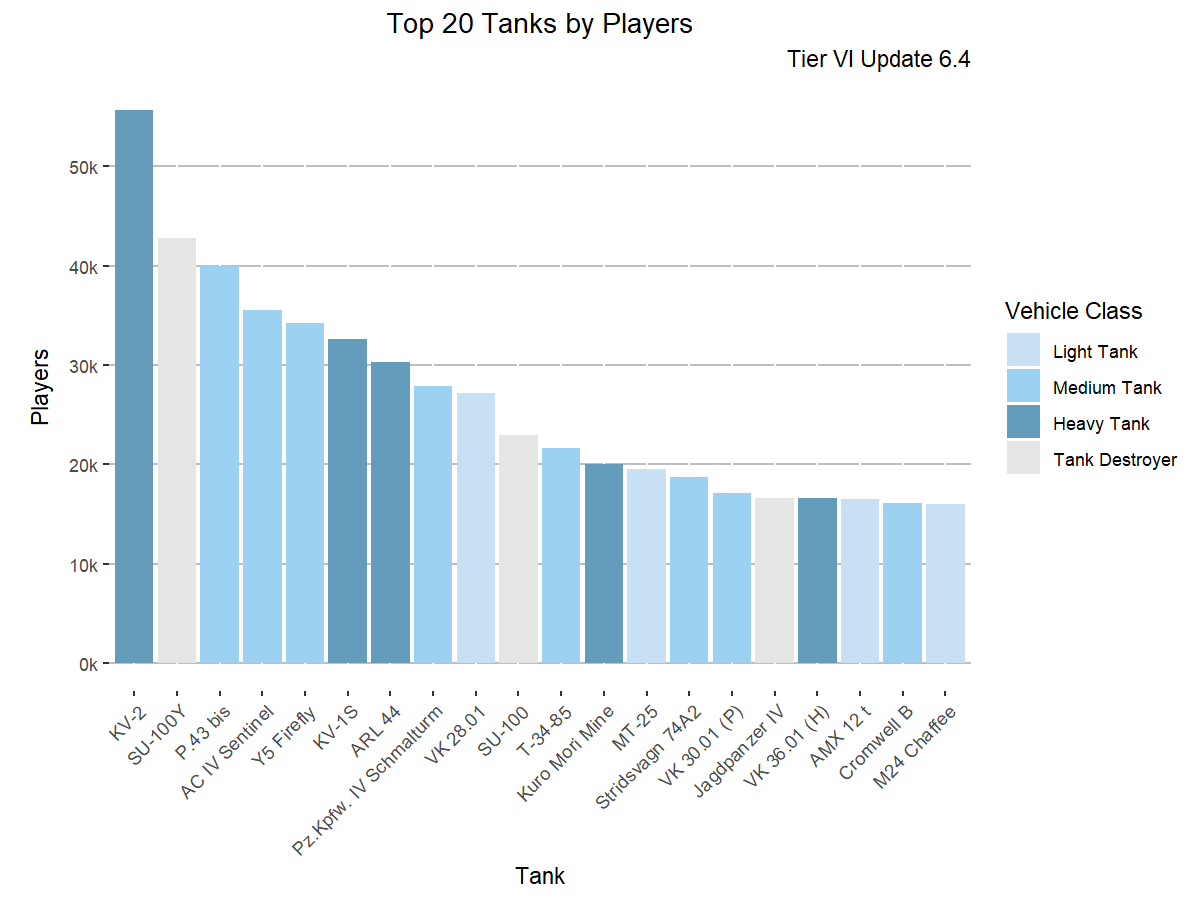 Top 20 Tanks by Players
Tier VI Update 6.4
Players
50k
40k
30k
20k
10k
0k
KV-2
SU-100Y
P.43 bis
AC IV Sentinel
Y5 Firefly
KV-1S
ARL 44
Pz.Kpfw. IV Schmalturm
VK 28.01
SU-100
T-34-85
Kuro Mori Mine
MT-25
Stridsvagn 74A2
VK 30.01 (P)
Jagdpanzer IV
VK 36.01 (H)
AMX 12 t
Cromwell B
M24 Chaffee
Tank
Vehicle Class
Light Tank
Medium Tank
Heavy Tank
Tank Destroyer